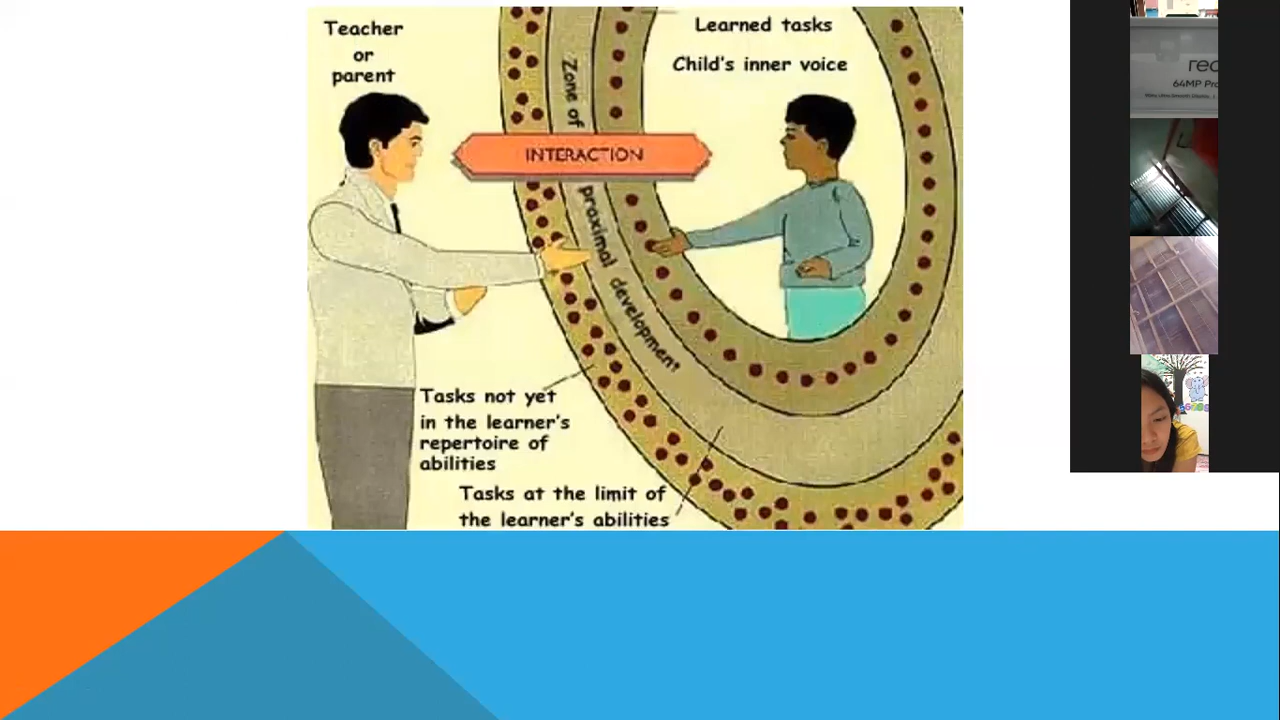 Teacher
or
parent
Learned tasks
Child's inner voice
Zone of
INTERACTION
proximal development
Tasks not yet
in the learner's
repertoire of
abilities
Tasks at the limit of
the learner's abilities
64MP